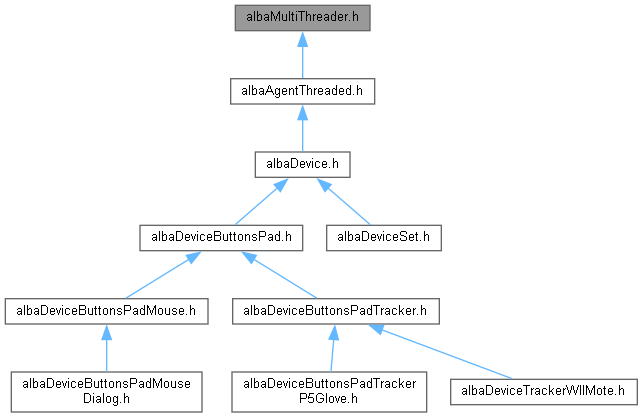 albaMultiThreader.h
albaAgentThreaded.h
albaDevice.h
albaDeviceButtonsPad.h
albaDeviceSet.h
albaDeviceButtonsPadMouse.h
albaDeviceButtonsPadTracker.h
albaDeviceButtonsPadMouse
Dialog.h
albaDeviceButtonsPadTracker
P5Glove.h
albaDeviceTrackerWIIMote.h